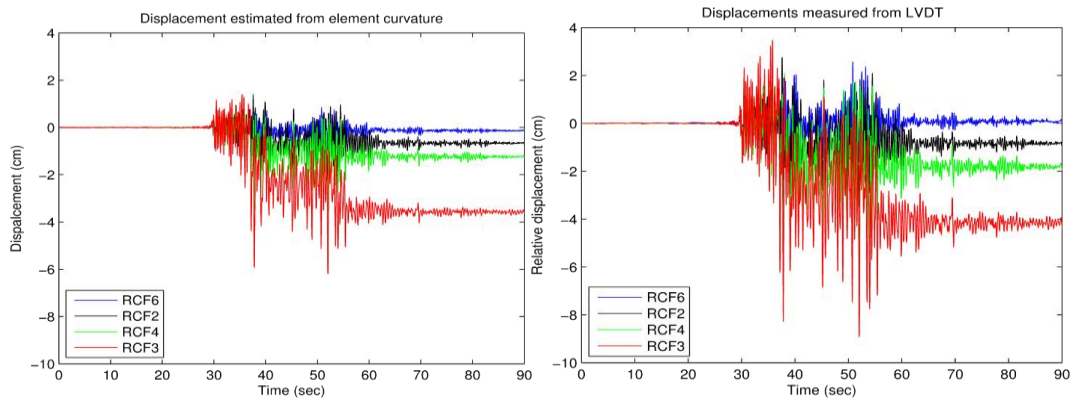 Displacement estimated from element curvature
Dispalcement (cm)
4
2
0
−2
−4
−6
−8
−10
RCF6
RCF2
RCF4
RCF3
0 10 20 30 40 50 60 70 80 90
Time (sec)
Displacements measured from LVDT
Relative displacement (cm)
4
2
0
−2
−4
−6
−8
−10
RCF6
RCF2
RCF4
RCF3
0 10 20 30 40 50 60 70 80 90
Time (sec)